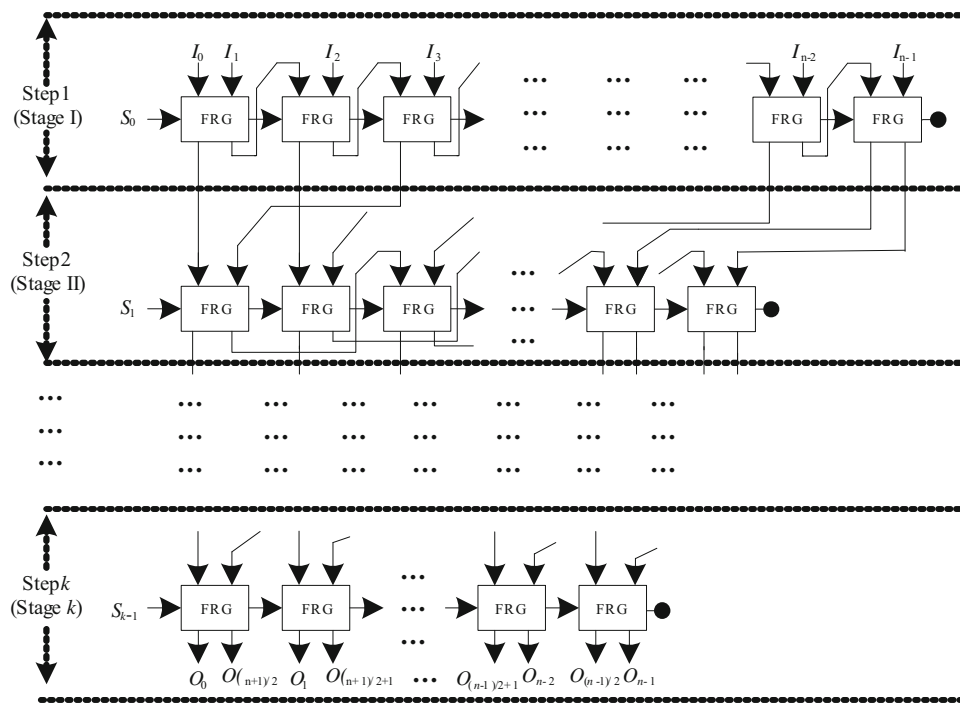 I0 I1 I2 I3 In-2 In-1
Step1
(Stage I)
S0 FRG FRG FRG ... ... ... FRG FRG
... ... ...
... ... ...
Step2
(Stage II)
S1 FRG FRG FRG ... FRG FRG
...
...
... ... ... ... ... ... ... ...
... ... ... ... ... ... ... ...
... ... ... ... ... ... ... ...
Stepk
(Stage k)
Sk-1 FRG FRG ... FRG FRG
...
...
O0 O(n+1)/2 O1 O(n+1)/2+1 ... O(n-1)/2+1 On-2 O(n-1)/2 On-1